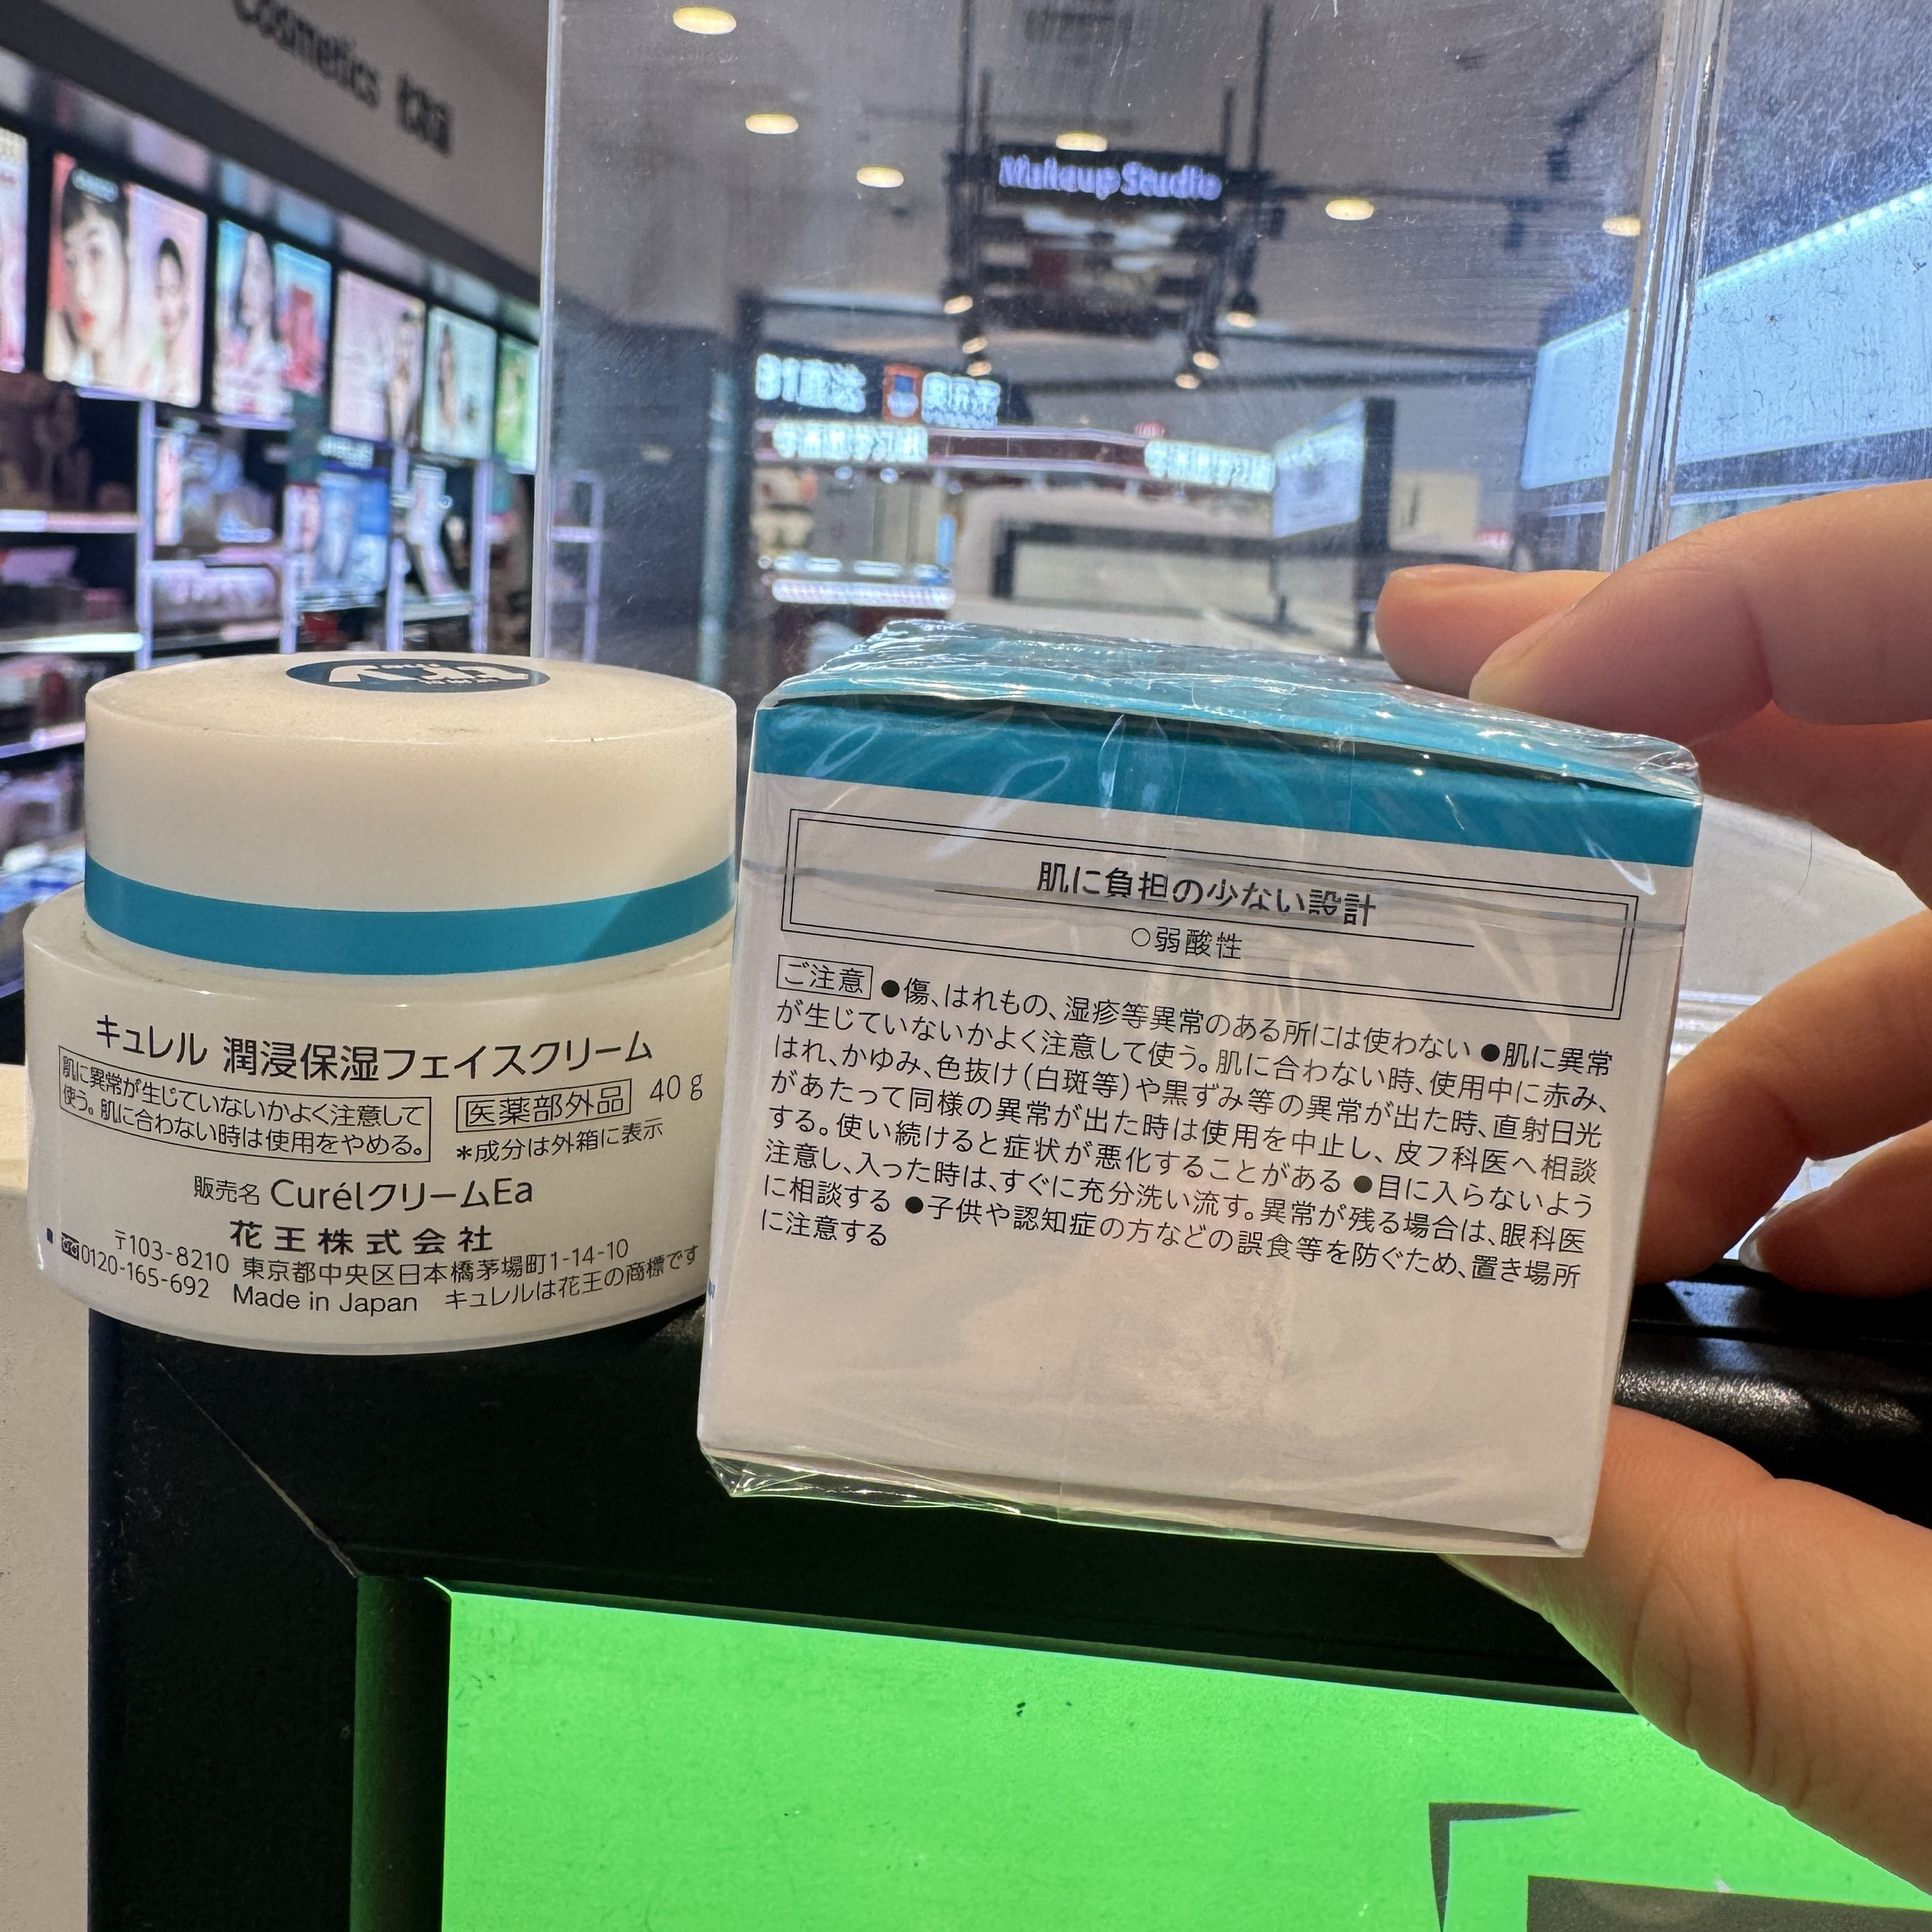 Cosmetics
Makeup Studio
キュレル 潤浸保湿フェイスクリーム
肌に異常が生じていないかよく注意して
使う。肌に合わない時は使用をやめる。
医薬部外品 40 g
*成分は外箱に表示
販売名 CurélクリームEa
花王株式会社
〒103-8210 東京都中央区日本橋茅場町1-14-10
0120-165-692 Made in Japan キュレルは花王の商標です
肌に負担の少ない設計
○弱酸性
ご注意 ●傷、はれもの、湿疹等異常のある所には使わない ●肌に異常
が生じていないかよく注意して使う。肌に合わない時、使用中に赤み、
はれ、かゆみ、色抜け(白斑等)や黒ずみ等の異常が出た時、直射日光
があたって同様の異常が出た時は使用を中止し、皮フ科医へ相談
する。使い続けると症状が悪化することがある ●目に入らないよう
注意し、入った時は、すぐに充分洗い流す。異常が残る場合は、眼科医
に相談する ●子供や認知症の方などの誤食等を防ぐため、置き場所
に注意する